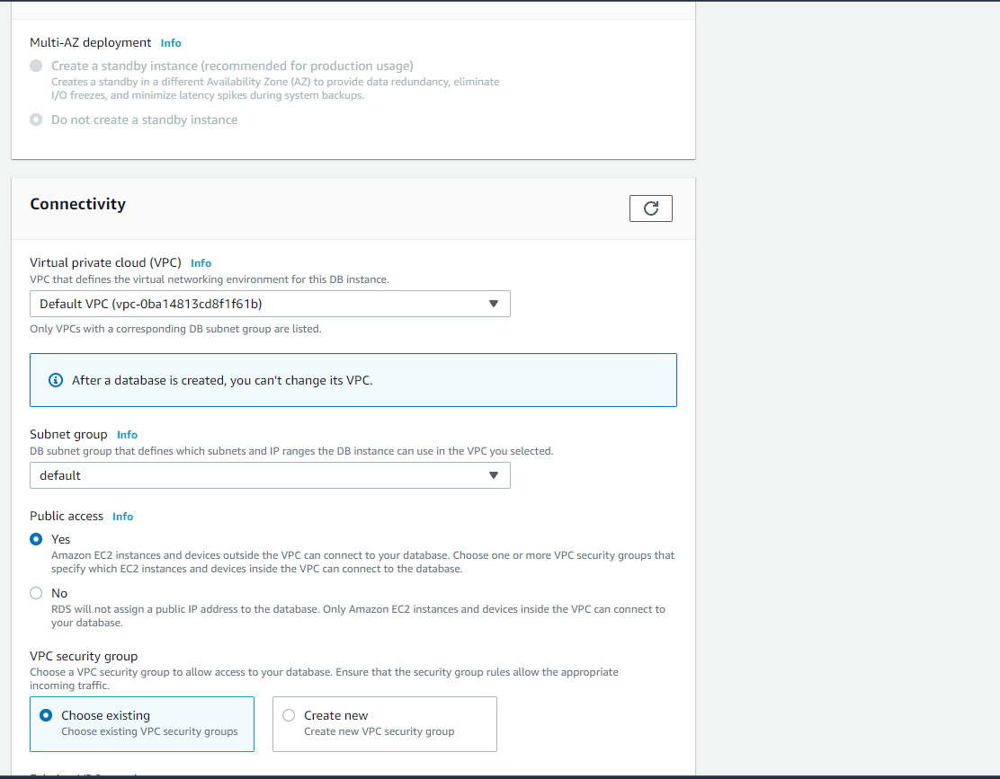 Multi-AZ deployment Info
Create a standby instance (recommended for production usage)
Creates a standby in a different Availability Zone (AZ) to provide data redundancy, eliminate
I/O freezes, and minimize latency spikes during system backups.
Do not create a standby instance
Connectivity
Virtual private cloud (VPC) Info
VPC that defines the virtual networking environment for this DB instance.
Default VPC (vpc-0ba14813cd8f1f61b)
Only VPCs with a corresponding DB subnet group are listed.
After a database is created, you can't change its VPC.
Subnet group Info
DB subnet group that defines which subnets and IP ranges the DB instance can use in the VPC you selected.
default
Public access Info
Yes
Amazon EC2 instances and devices outside the VPC can connect to your database. Choose one or more VPC security groups that
specify which EC2 instances and devices inside the VPC can connect to the database.
No
RDS will not assign a public IP address to the database. Only Amazon EC2 instances and devices inside the VPC can connect to
your database.
VPC security group
Choose a VPC security group to allow access to your database. Ensure that the security group rules allow the appropriate
incoming traffic.
Choose existing
Choose existing VPC security groups
Create new
Create new VPC security group